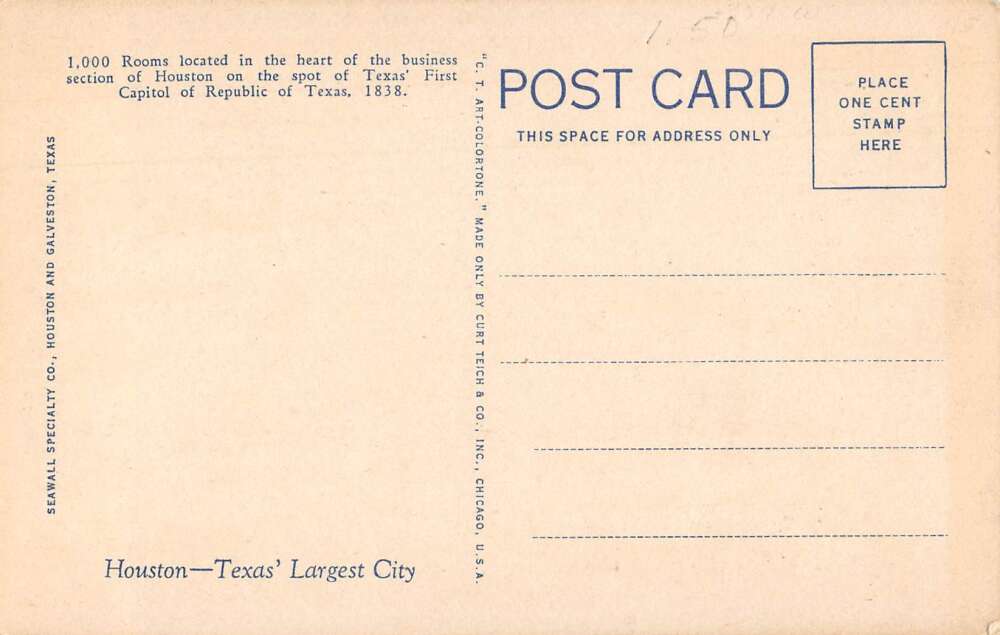 1,000 Rooms located in the heart of the business
section of Houston on the spot of Texas' First
Capitol of Republic of Texas, 1838.
SEAWALL SPECIALTY CO., HOUSTON AND GALVESTON, TEXAS
Houston—Texas' Largest City
"C. T. ART-COLORTONE," MADE ONLY BY CURT TEICH & CO., INC., CHICAGO, U.S.A.
1.50
POST CARD
THIS SPACE FOR ADDRESS ONLY
PLACE
ONE CENT
STAMP
HERE